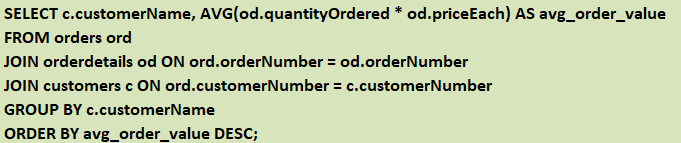 SELECT c.customerName, AVG(od.quantityOrdered * od.priceEach) AS avg_order_value
FROM orders ord
JOIN orderdetails od ON ord.orderNumber = od.orderNumber
JOIN customers c ON ord.customerNumber = c.customerNumber
GROUP BY c.customerName
ORDER BY avg_order_value DESC;